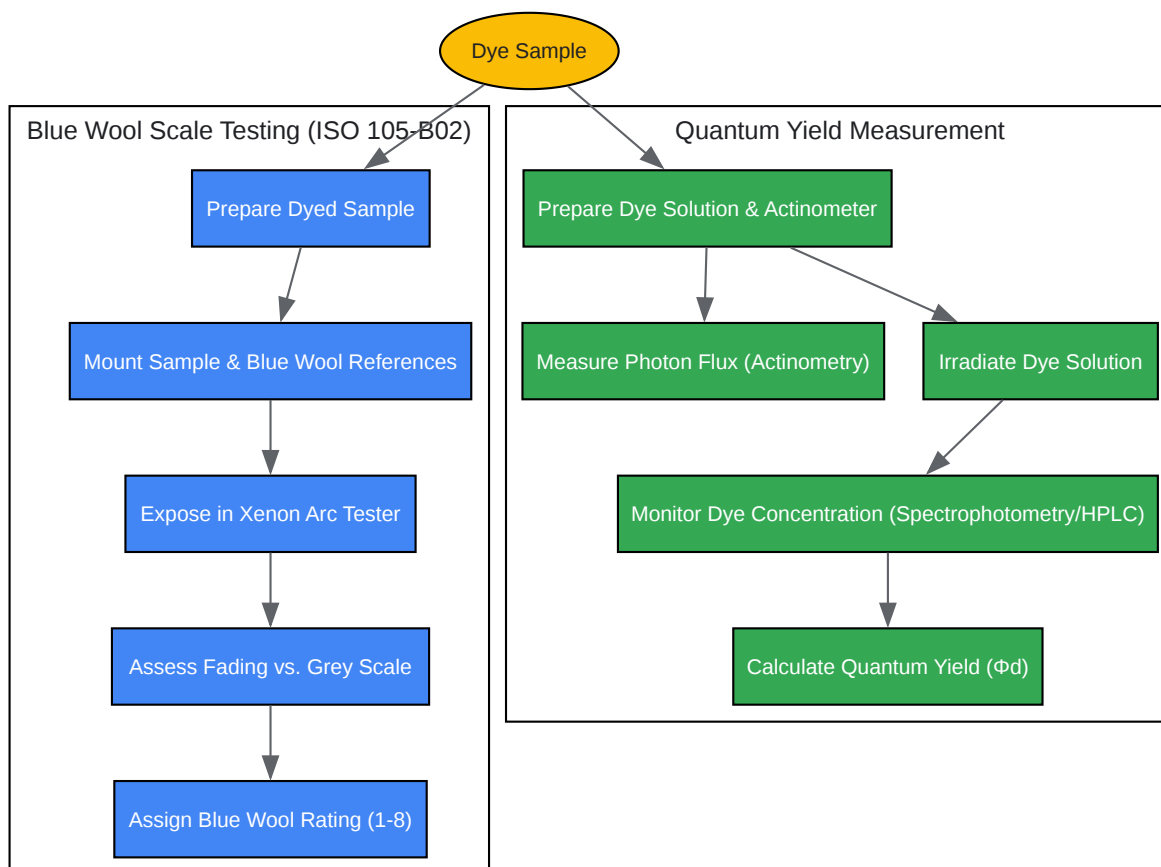 Dye Sample
Blue Wool Scale Testing (ISO 105-B02)
Prepare Dyed Sample
Mount Sample & Blue Wool References
Expose in Xenon Arc Tester
Assess Fading vs. Grey Scale
Assign Blue Wool Rating (1-8)
Quantum Yield Measurement
Prepare Dye Solution & Actinometer
Measure Photon Flux (Actinometry)
Irradiate Dye Solution
Monitor Dye Concentration (Spectrophotometry/HPLC)
Calculate Quantum Yield (Φd)